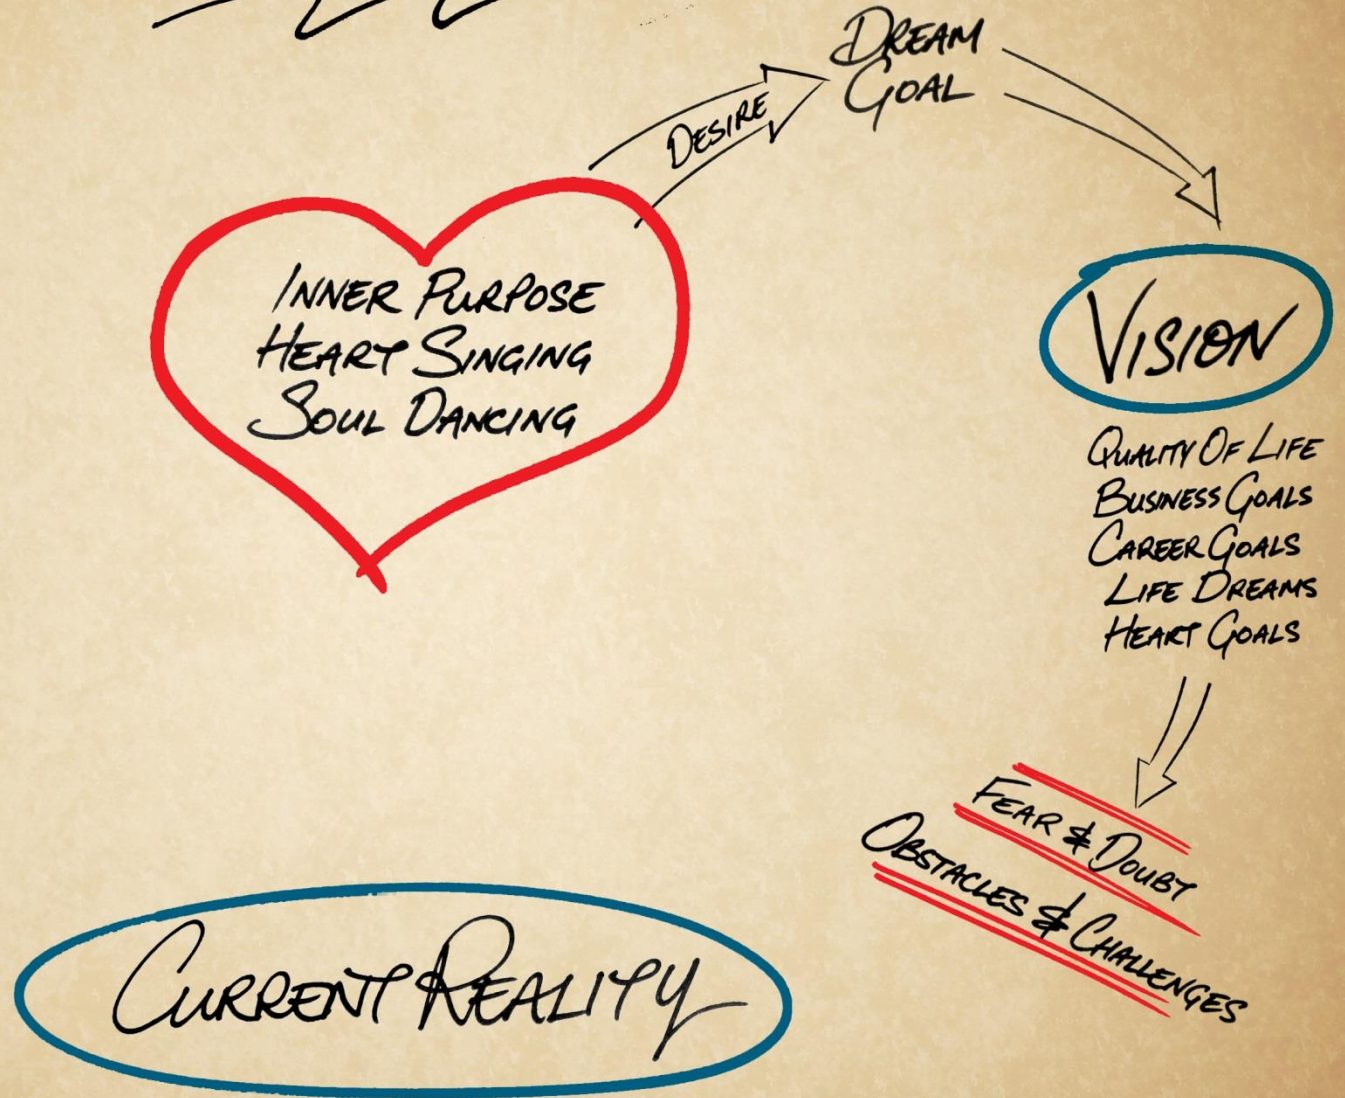 DREAM
GOAL
DESIRE
INNER PURPOSE
HEART SINGING
SOUL DANCING
VISION
QUALITY OF LIFE
BUSINESS GOALS
CAREER GOALS
LIFE DREAMS
HEART GOALS
FEAR & DOUBT
OBSTACLES & CHALLENGES
CURRENT REALITY